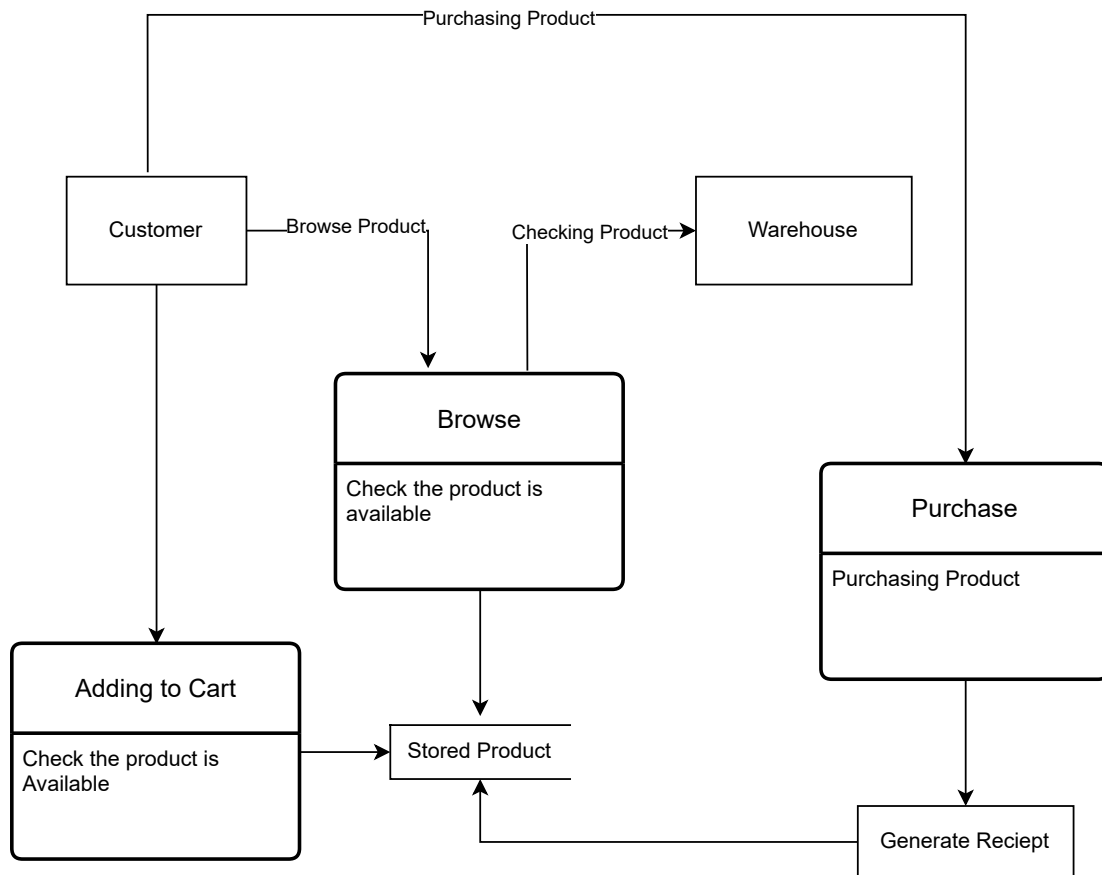 Purchasing Product
Customer
Browse Product
Checking Product
Warehouse
Browse
Check the product is
available
Purchase
Purchasing Product
Adding to Cart
Check the product is
Available
Stored Product
Generate Reciept